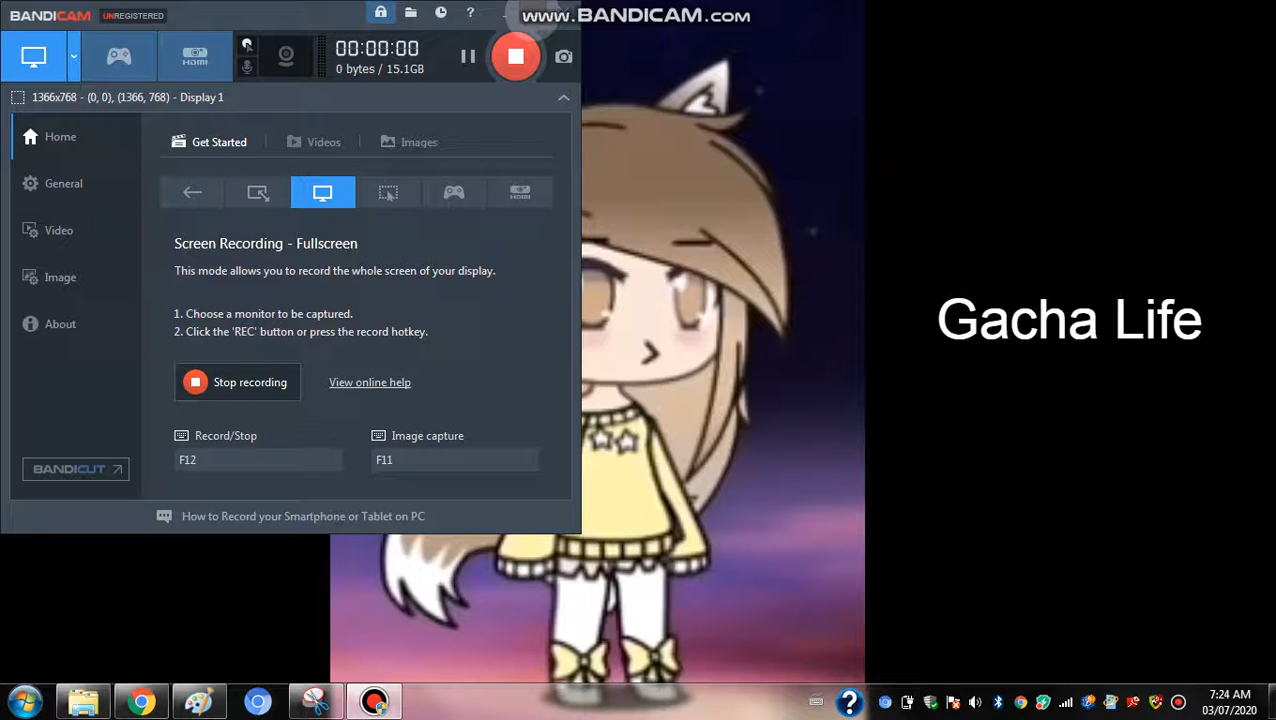 BANDICAM UNREGISTERED
www.BANDICAM.com
HDMI
00:00:00
0 bytes / 15.1GB
1366x768 - (0, 0), (1366, 768) - Display 1
Home
General
Video
Image
About
BANDICUT
Get Started
Videos
Images
HDMI
Screen Recording - Fullscreen
This mode allows you to record the whole screen of your display.
1. Choose a monitor to be captured.
2. Click the 'REC' button or press the record hotkey.
Stop recording
View online help
Record/Stop
Image capture
F12
F11
How to Record your Smartphone or Tablet on PC
Gacha Life
7:24 AM
03/07/2020